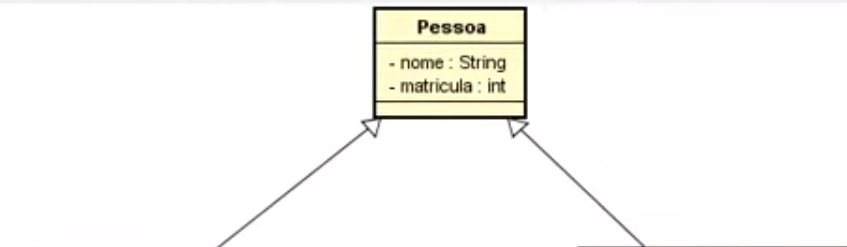 Pessoa
- nome : String
- matricula : int